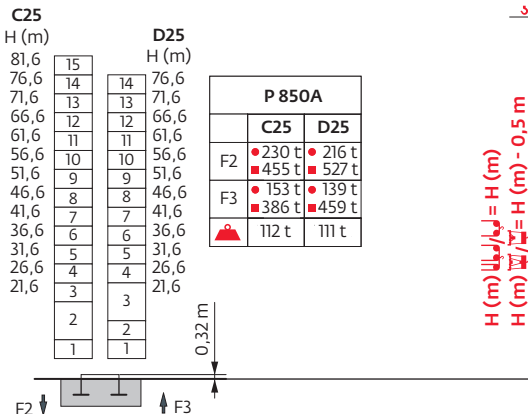 C25
H (m)
D25
H (m)
81,6 15
76,6 14 14 76,6
71,6 13 13 71,6
66,6 12 12 66,6
61,6 11 11 61,6
56,6 10 10 56,6
51,6 9 9 51,6
46,6 8 8 46,6
41,6 7 7 41,6
36,6 6 6 36,6
31,6 5 5 31,6
26,6 4 4 26,6
21,6 3 3 21,6
2 2
1 1
0,32 m
F2 F3
P 850A
C25 D25
F2 230 t 216 t
455 t 527 t
F3 153 t 139 t
386 t 459 t
112 t 111 t
H (m) / = H (m)
H (m) / = H (m) - 0,5 m